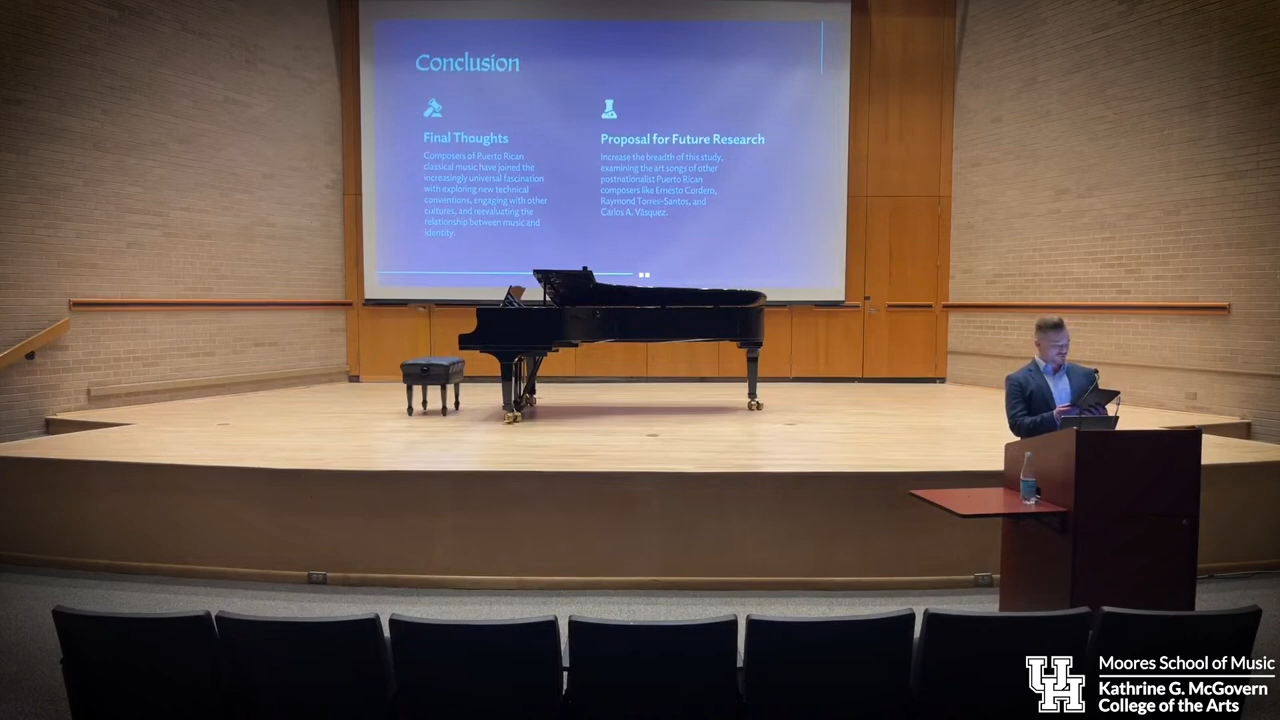 Conclusion
Final Thoughts
Composers of Puerto Rican
classical music have joined the
increasingly universal fascination
with exploring new technical
conventions, engaging with other
cultures, and reevaluating the
relationship between music and
identity.
Proposal for Future Research
Increase the breadth of this study,
examining the art songs of other
postnationalist Puerto Rican
composers like Ernesto Cordero,
Raymond Torres-Santos, and
Carlos A. Vásquez.
UH
Moores School of Music
Kathrine G. McGovern
College of the Arts